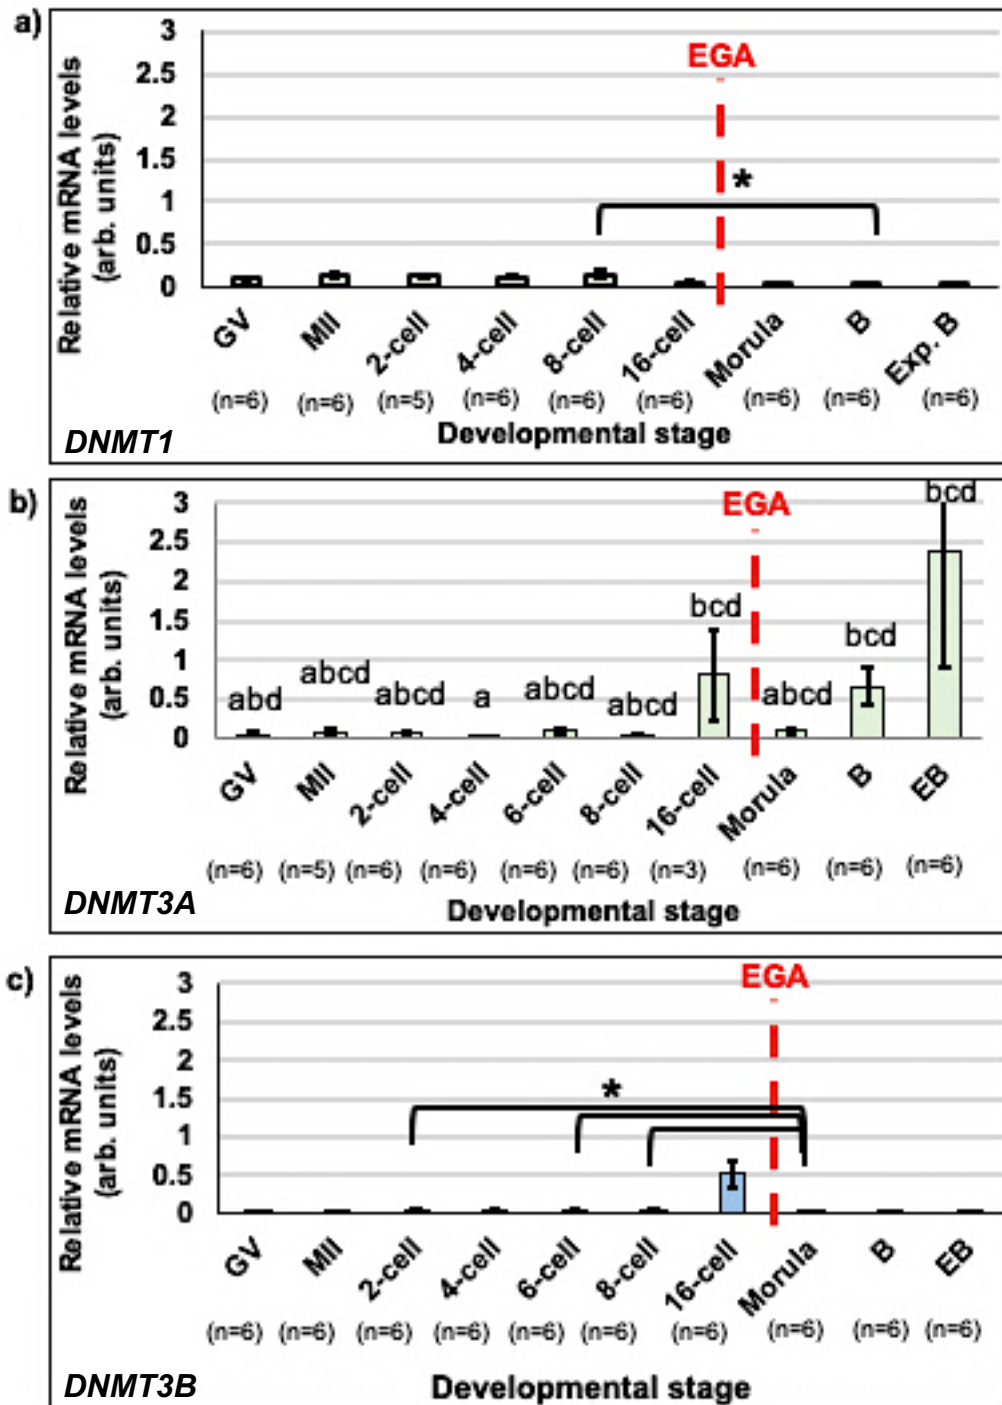 a)
Relative mRNA levels
(arb. units)
3
2.5
2
1.5
1
0.5
0
EGA
*
GV MII 2-cell 4-cell 8-cell 16-cell Morula B Exp. B
(n=6) (n=6) (n=5) (n=6) (n=6) (n=6) (n=6) (n=6) (n=6)
DNMT1
Developmental stage
b)
Relative mRNA levels
(arb. units)
3
2.5
2
1.5
1
0.5
0
EGA
abd abcd abcd a abcd abcd bcd abcd bcd bcd
GV MII 2-cell 4-cell 6-cell 8-cell 16-cell Morula B EB
(n=6) (n=5) (n=6) (n=6) (n=6) (n=6) (n=3) (n=6) (n=6) (n=6)
DNMT3A
Developmental stage
c)
Relative mRNA levels
(arb. units)
3
2.5
2
1.5
1
0.5
0
EGA
*
GV MII 2-cell 4-cell 6-cell 8-cell 16-cell Morula B EB
(n=6) (n=6) (n=6) (n=6) (n=6) (n=6) (n=6) (n=6) (n=6) (n=6)
DNMT3B
Developmental stage